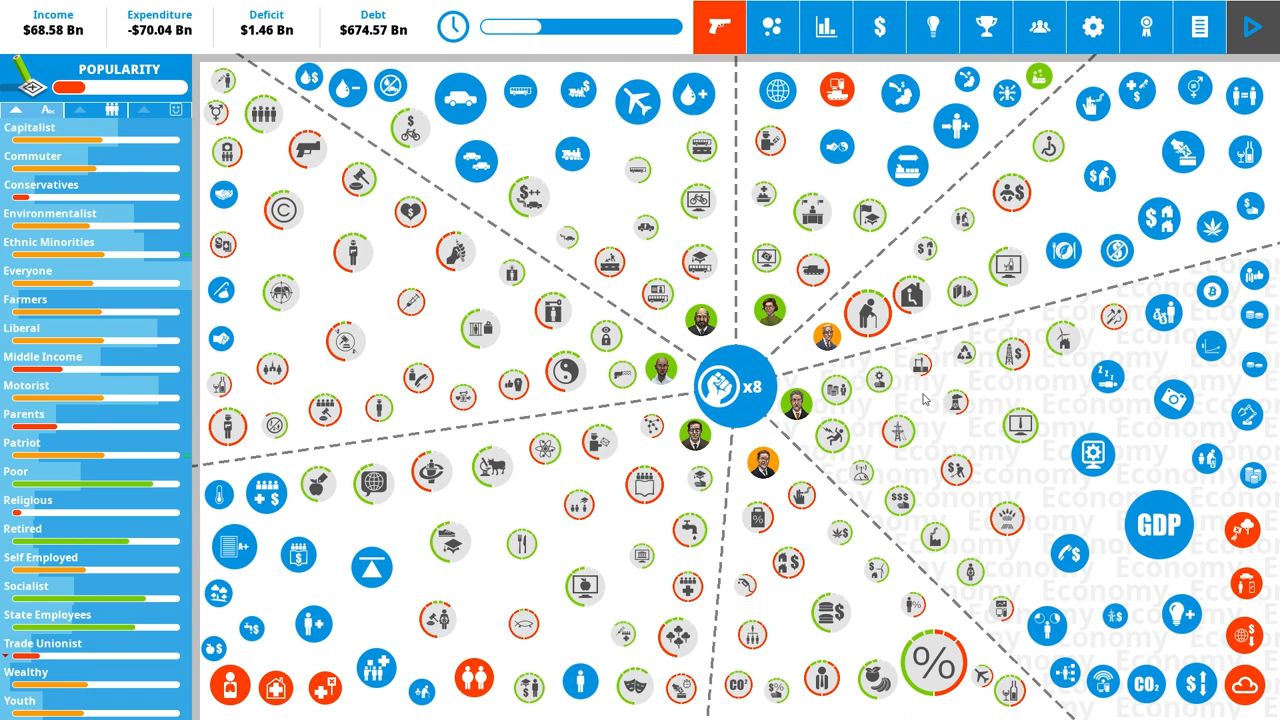 Income
$68.58 Bn
Expenditure
-$70.04 Bn
Deficit
$1.46 Bn
Debt
$674.57 Bn
POPULARITY
Capitalist
Commuter
Conservatives
Environmentalist
Ethnic Minorities
Everyone
Farmers
Liberal
Middle Income
Motorist
Parents
Patriot
Poor
Religious
Retired
Self Employed
Socialist
State Employees
Trade Unionist
Wealthy
Youth
x8
GDP
CO2
CO2
A+
Economy